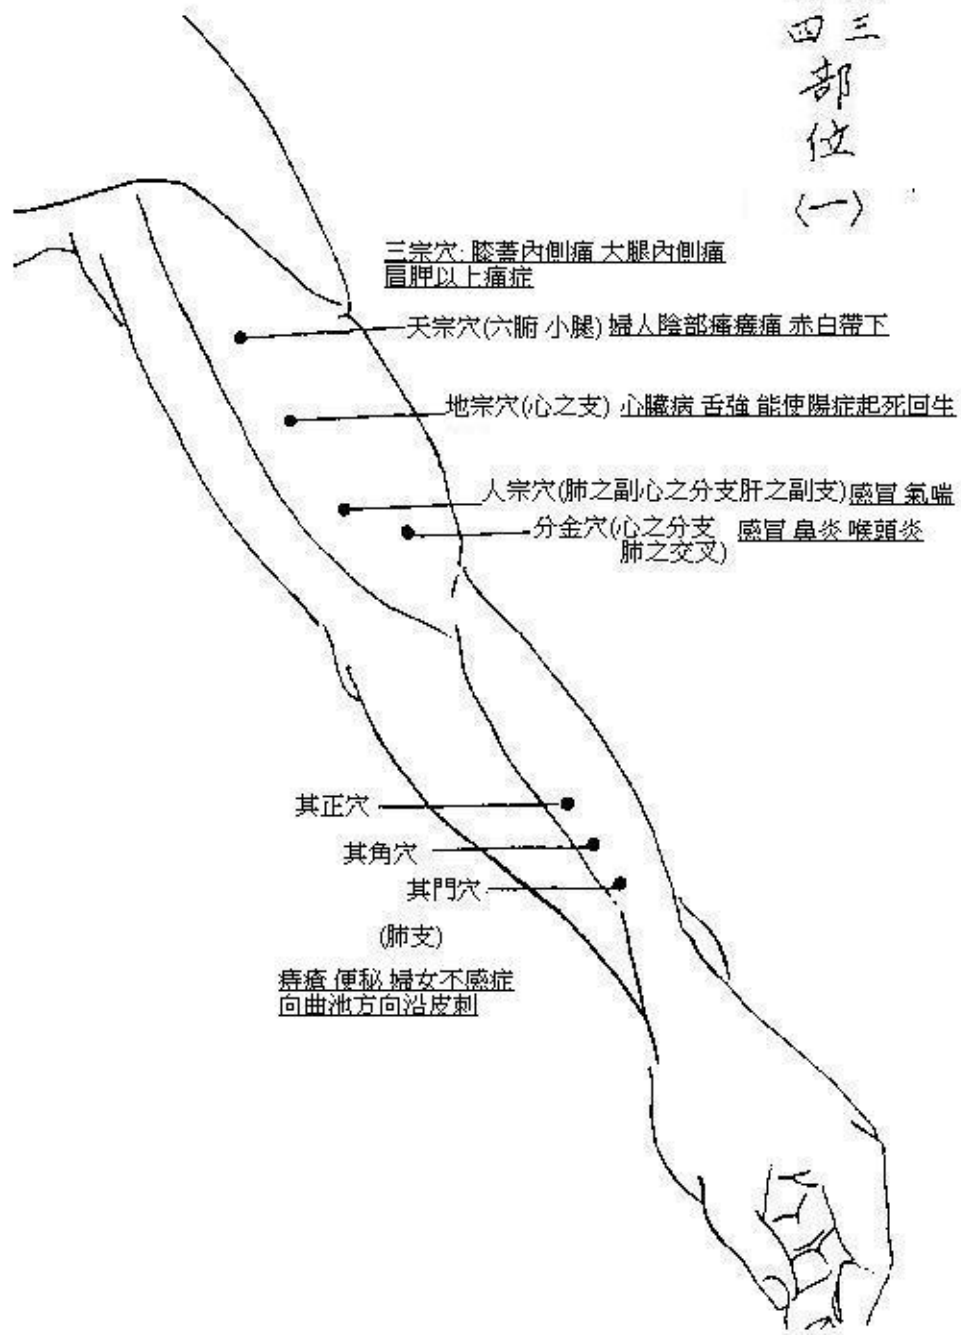 三四部位〈一〉
三宗穴: 膝蓋內側痛 大腿內側痛
肩胛以上痛症
天宗穴(六腑 小腿) 婦人陰部痛癢痛 赤白帶下
地宗穴(心之支) 心臟病 舌強 能使陽症起死回生
人宗穴(肺之副心之分支肝之副支) 感冒 氣喘
分金穴(心之分支 感冒 鼻炎 喉頭炎
肺之交叉)
其正穴
其角穴
其門穴
(肺支)
痔瘡 便秘 婦女不感症
向曲池方向沿皮刺